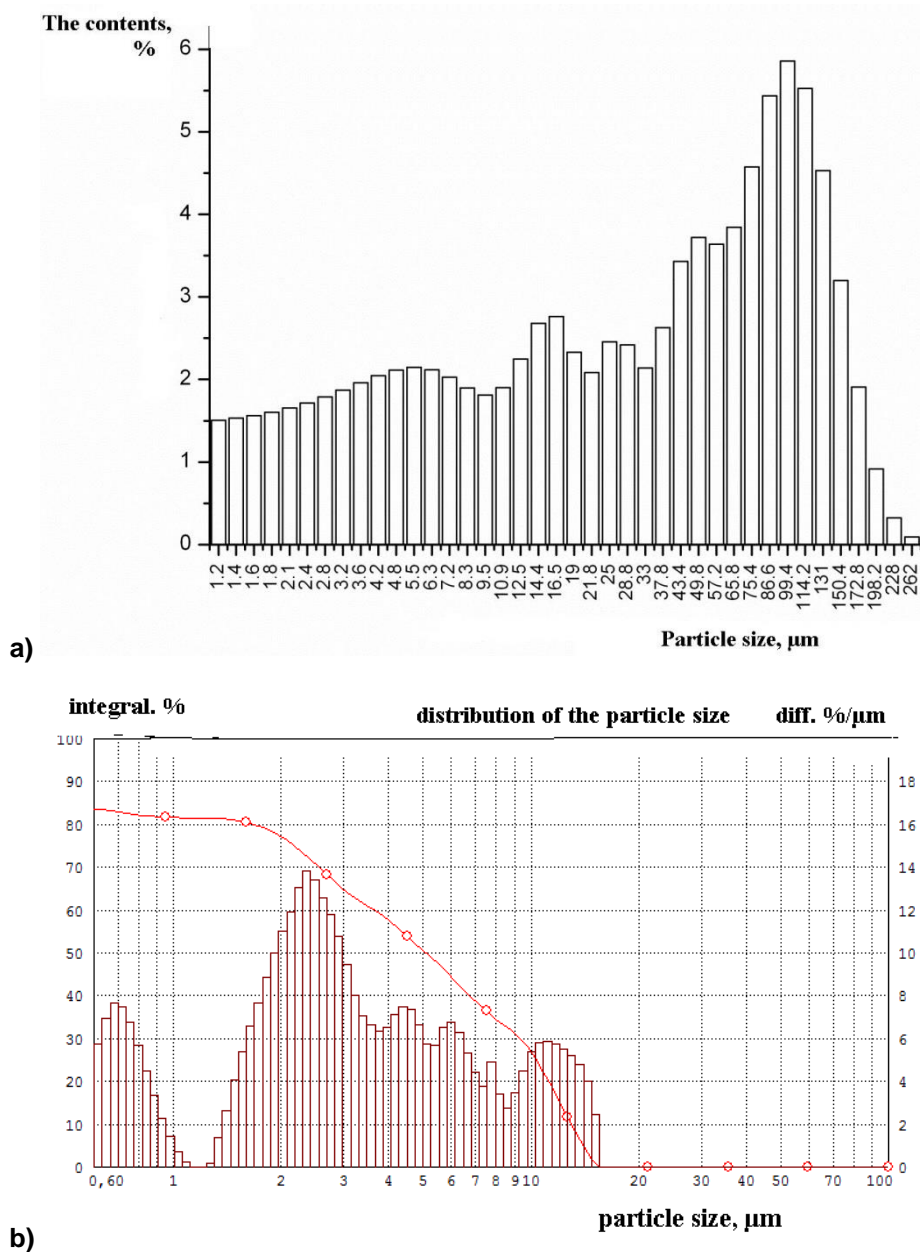 The contents,
%
6
5
4
3
2
1
0
1.2 1.4 1.6 1.8 2.1 2.4 2.8 3.2 3.6 4.2 4.8 5.5 6.3 7.2 8.3 9.5 10.9 12.5 14.4 16.5 19 21.8 25 28.8 33 37.8 43.4 49.8 57.2 65.8 75.4 86.6 99.4 114.2 131 150.4 172.8 198.2 228 262
Particle size, µm
a)
integral. % distribution of the particle size diff. %/µm
100
90 18
80 16
70 14
60 12
50 10
40 8
30 6
20 4
10 2
0 0
0,60 1 2 3 4 5 6 7 8 9 10 20 30 40 50 70 100
particle size, µm
b)